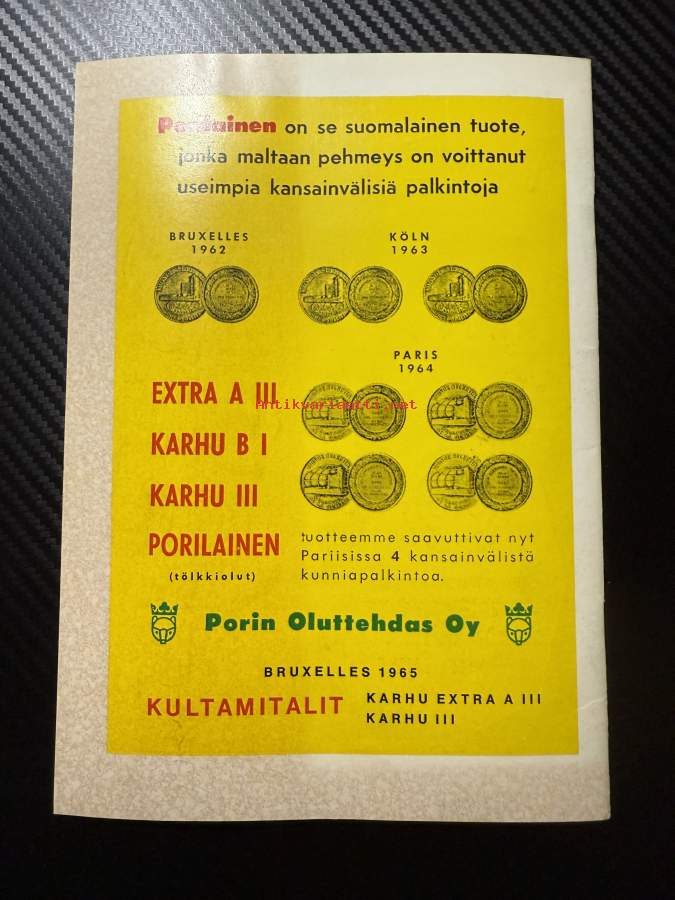 Porilainen on se suomalainen tuote,
jonka maltaan pehmeys on voittanut
useimpia kansainvälisiä palkintoja
BRUXELLES
1962
KÖLN
1963
PARIS
1964
EXTRA A III
KARHU B I
KARHU III
PORILAINEN
(tölkkiolut)
Antikvariaatti.net
tuotteemme saavuttivat nyt
Pariisissa 4 kansainvälistä
kunniapalkintoa.
Porin Oluttehdas Oy
BRUXELLES 1965
KULTAMITALIT
KARHU EXTRA A III
KARHU III